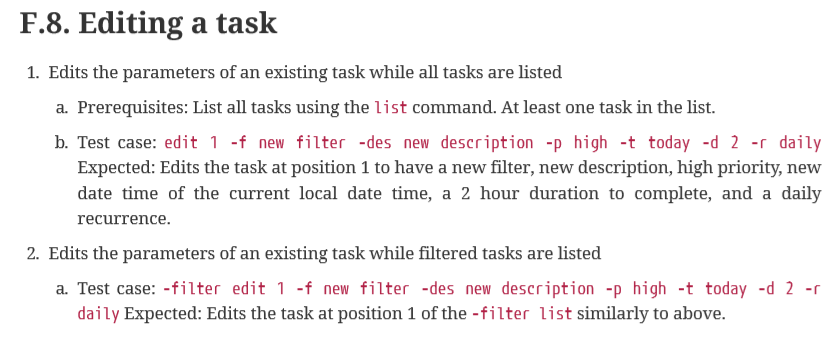 F.8. Editing a task
1. Edits the parameters of an existing task while all tasks are listed
a. Prerequisites: List all tasks using the list command. At least one task in the list.
b. Test case: edit 1 -f new filter -des new description -p high -t today -d 2 -r daily
Expected: Edits the task at position 1 to have a new filter, new description, high priority, new
date time of the current local date time, a 2 hour duration to complete, and a daily
recurrence.
2. Edits the parameters of an existing task while filtered tasks are listed
a. Test case: -filter edit 1 -f new filter -des new description -p high -t today -d 2 -r
daily Expected: Edits the task at position 1 of the -filter list similarly to above.